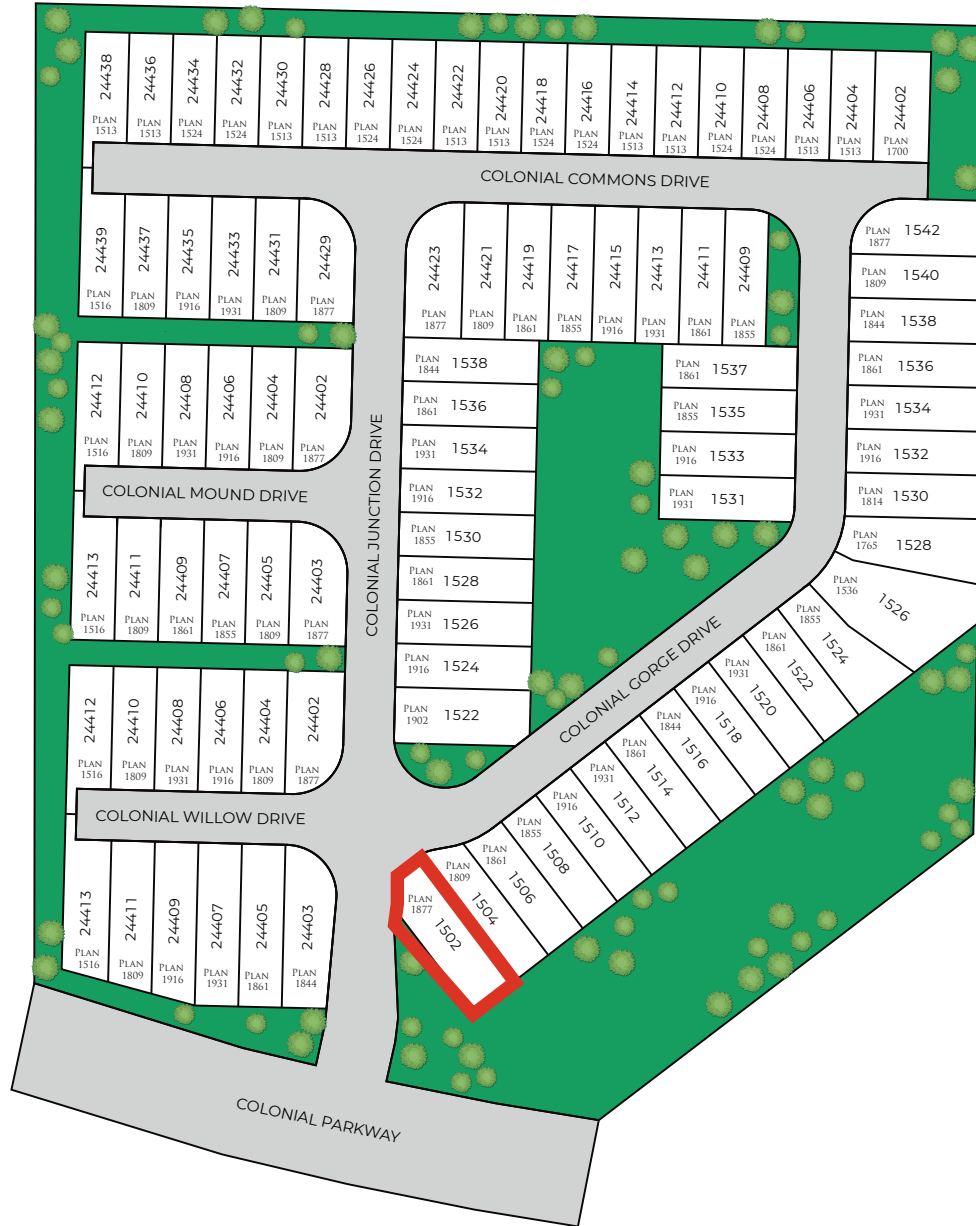 24438
PLAN
1513
24436
PLAN
1513
24434
PLAN
1524
24432
PLAN
1524
24430
PLAN
1513
24428
PLAN
1513
24426
PLAN
1524
24424
PLAN
1524
24422
PLAN
1513
24420
PLAN
1513
24418
PLAN
1524
24416
PLAN
1524
24414
PLAN
1513
24412
PLAN
1513
24410
PLAN
1524
24408
PLAN
1524
24406
PLAN
1513
24404
PLAN
1513
24402
PLAN
1700
COLONIAL COMMONS DRIVE
24439
PLAN
1516
24437
PLAN
1809
24435
PLAN
1916
24433
PLAN
1931
24431
PLAN
1809
24429
PLAN
1877
24423
PLAN
1877
24421
PLAN
1809
24419
PLAN
1861
24417
PLAN
1855
24415
PLAN
1916
24413
PLAN
1931
24411
PLAN
1861
24409
PLAN
1855
PLAN
1877
1542
PLAN
1809
1540
PLAN
1844
1538
PLAN
1861
1536
PLAN
1931
1534
PLAN
1916
1532
PLAN
1814
1530
PLAN
1765
1528
PLAN
1536
1526
24412
PLAN
1516
24410
PLAN
1809
24408
PLAN
1931
24406
PLAN
1916
24404
PLAN
1809
24402
PLAN
1877
COLONIAL MOUND DRIVE
COLONIAL JUNCTION DRIVE
PLAN
1844
1538
PLAN
1861
1536
PLAN
1931
1534
PLAN
1916
1532
PLAN
1855
1530
PLAN
1861
1528
PLAN
1931
1526
PLAN
1916
1524
PLAN
1902
1522
PLAN
1861
1537
PLAN
1855
1535
PLAN
1916
1533
PLAN
1931
1531
24413
PLAN
1516
24411
PLAN
1809
24409
PLAN
1861
24407
PLAN
1855
24405
PLAN
1809
24403
PLAN
1877
COLONIAL GORGE DRIVE
PLAN
1855
1524
PLAN
1861
1522
PLAN
1931
1520
PLAN
1916
1518
PLAN
1844
1516
PLAN
1861
1514
PLAN
1931
1512
PLAN
1916
1510
PLAN
1855
1508
PLAN
1861
1506
PLAN
1809
1504
PLAN
1877
1502
24412
PLAN
1516
24410
PLAN
1809
24408
PLAN
1931
24406
PLAN
1916
24404
PLAN
1809
24402
PLAN
1877
COLONIAL WILLOW DRIVE
24413
PLAN
1516
24411
PLAN
1809
24409
PLAN
1916
24407
PLAN
1931
24405
PLAN
1861
24403
PLAN
1844
COLONIAL PARKWAY